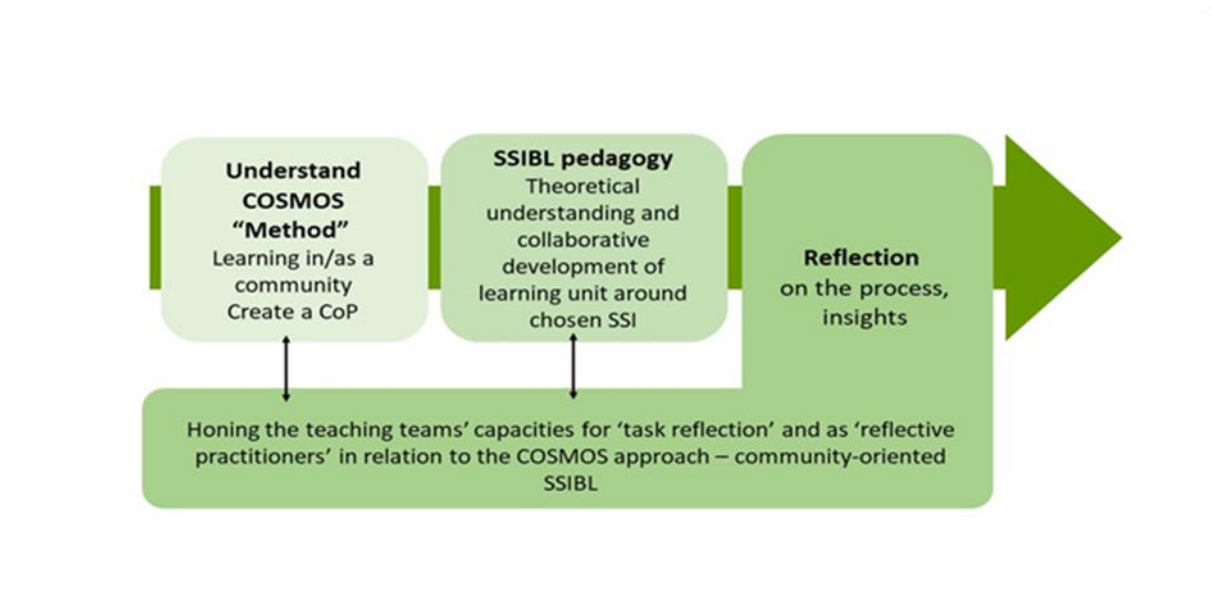 Understand
COSMOS
“Method”
Learning in/as a
community
Create a CoP
SSIBL pedagogy
Theoretical
understanding and
collaborative
development of
learning unit around
chosen SSI
Reflection
on the process,
insights
Honing the teaching teams’ capacities for ‘task reflection’ and as ‘reflective
practitioners’ in relation to the COSMOS approach – community-oriented
SSIBL